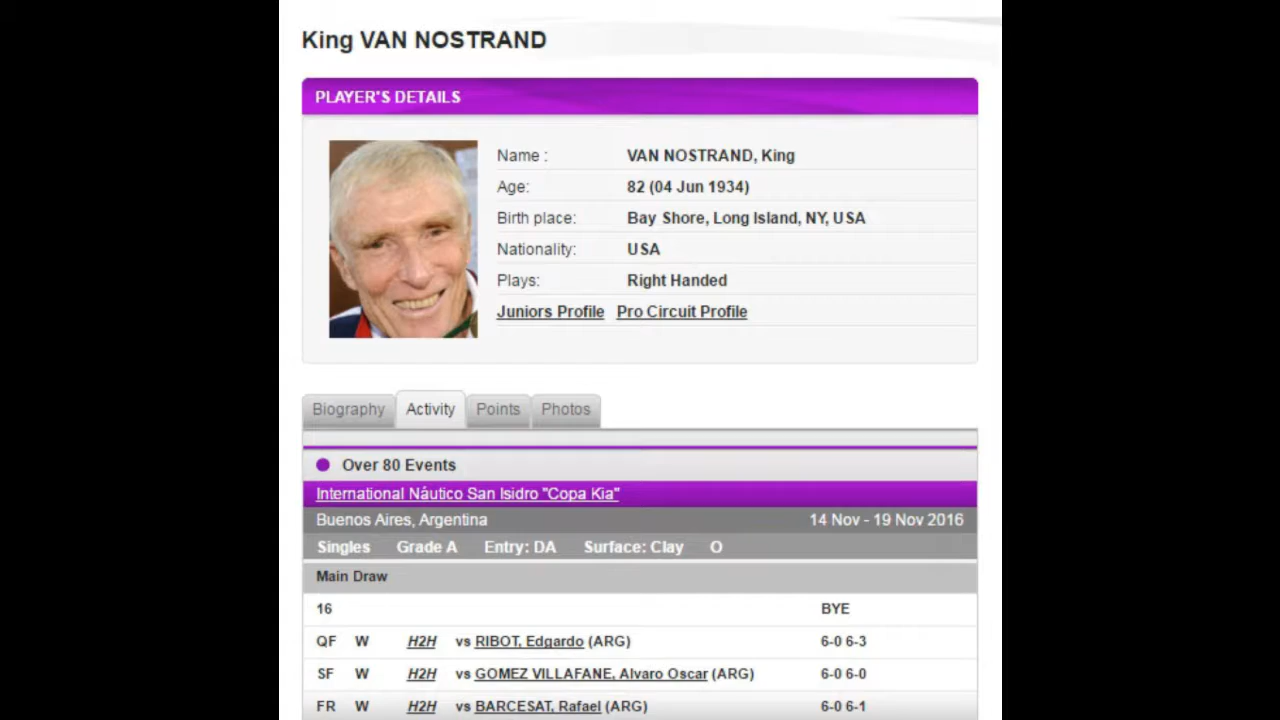 King VAN NOSTRAND
PLAYER'S DETAILS
Name : VAN NOSTRAND, King
Age: 82 (04 Jun 1934)
Birth place: Bay Shore, Long Island, NY, USA
Nationality: USA
Plays: Right Handed
Juniors Profile Pro Circuit Profile
Biography Activity Points Photos
Over 80 Events
International Náutico San Isidro "Copa Kia"
Buenos Aires, Argentina 14 Nov - 19 Nov 2016
Singles Grade A Entry: DA Surface: Clay O
Main Draw
16 BYE
QF W H2H vs RIBOT, Edgardo (ARG) 6-0 6-3
SF W H2H vs GOMEZ VILLAFANE, Alvaro Oscar (ARG) 6-0 6-0
FR W H2H vs BARCESAT, Rafael (ARG) 6-0 6-1